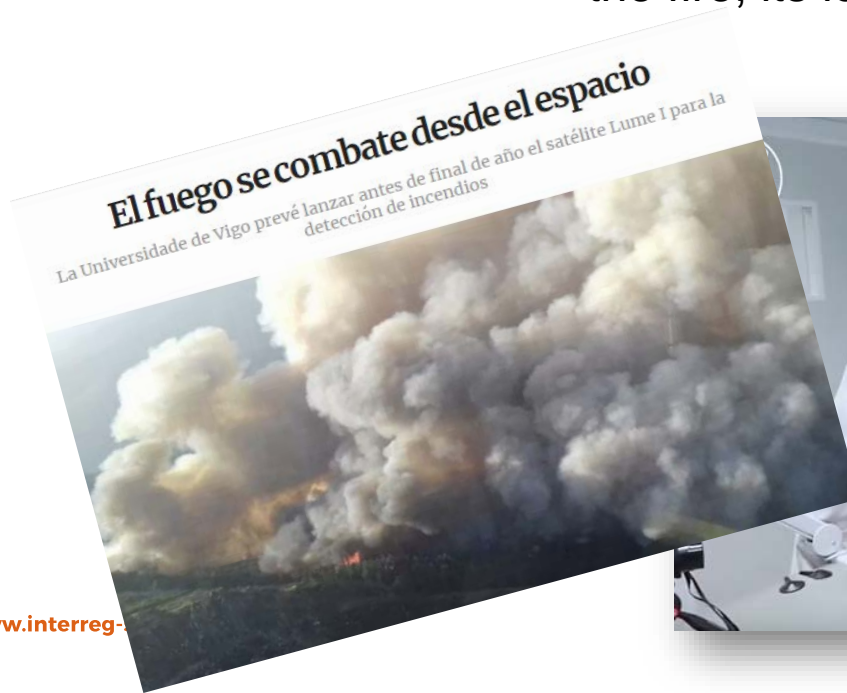 El fuego se combate desde el espacio
La Universidade de Vigo prevé lanzar antes de final de año el satélite Lume I para la
detección de incendios
w.interreg-